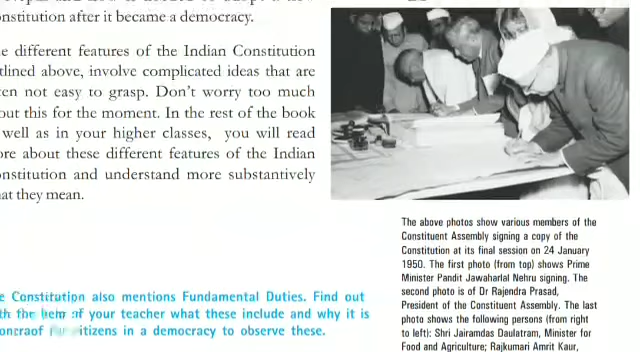 nstitution after it became a democracy.
e different features of the Indian Constitution
tlined above, involve complicated ideas that are
en not easy to grasp. Don't worry too much
out this for the moment. In the rest of the book
well as in your higher classes, you will read
ore about these different features of the Indian
nstitution and understand more substantively
at they mean.
e Constitution also mentions Fundamental Duties. Find out
th the of your teacher what these include and why it is
itizens in a democracy to observe these.
The above photos show various members of the
Constituent Assembly signing a copy of the
Constitution at its final session on 24 January
1950. The first photo (from top) shows Prime
Minister Pandit Jawaharlal Nehru signing. The
second photo is of Dr Rajendra Prasad,
President of the Constituent Assembly. The last
photo shows the following persons (from right
to left): Shri Jairamdas Daulatram, Minister for
Food and Agriculture; Rajkumari Amrit Kaur,